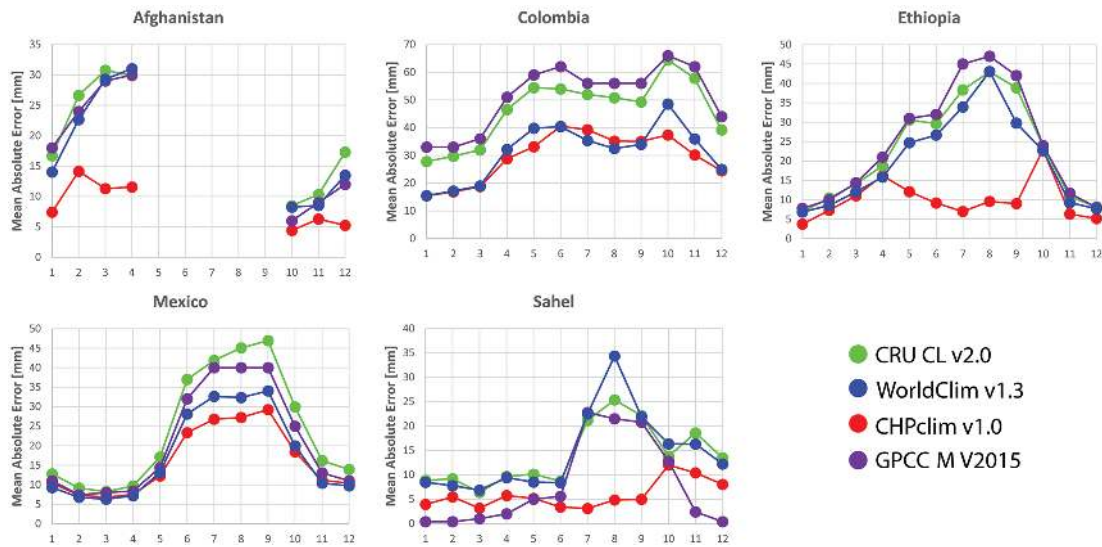 Afghanistan
Mean Absolute Error [mm]
35
30
25
20
15
10
5
0
1 2 3 4 5 6 7 8 9 10 11 12
Colombia
Mean Absolute Error [mm]
70
60
50
40
30
20
10
0
1 2 3 4 5 6 7 8 9 10 11 12
Ethiopia
Mean Absolute Error [mm]
50
45
40
35
30
25
20
15
10
5
0
1 2 3 4 5 6 7 8 9 10 11 12
Mexico
Mean Absolute Error [mm]
50
45
40
35
30
25
20
15
10
5
0
1 2 3 4 5 6 7 8 9 10 11 12
Sahel
Mean Absolute Error [mm]
40
35
30
25
20
15
10
5
0
1 2 3 4 5 6 7 8 9 10 11 12
CRU CL v2.0
WorldClim v1.3
CHPclim v1.0
GPCC M V2015